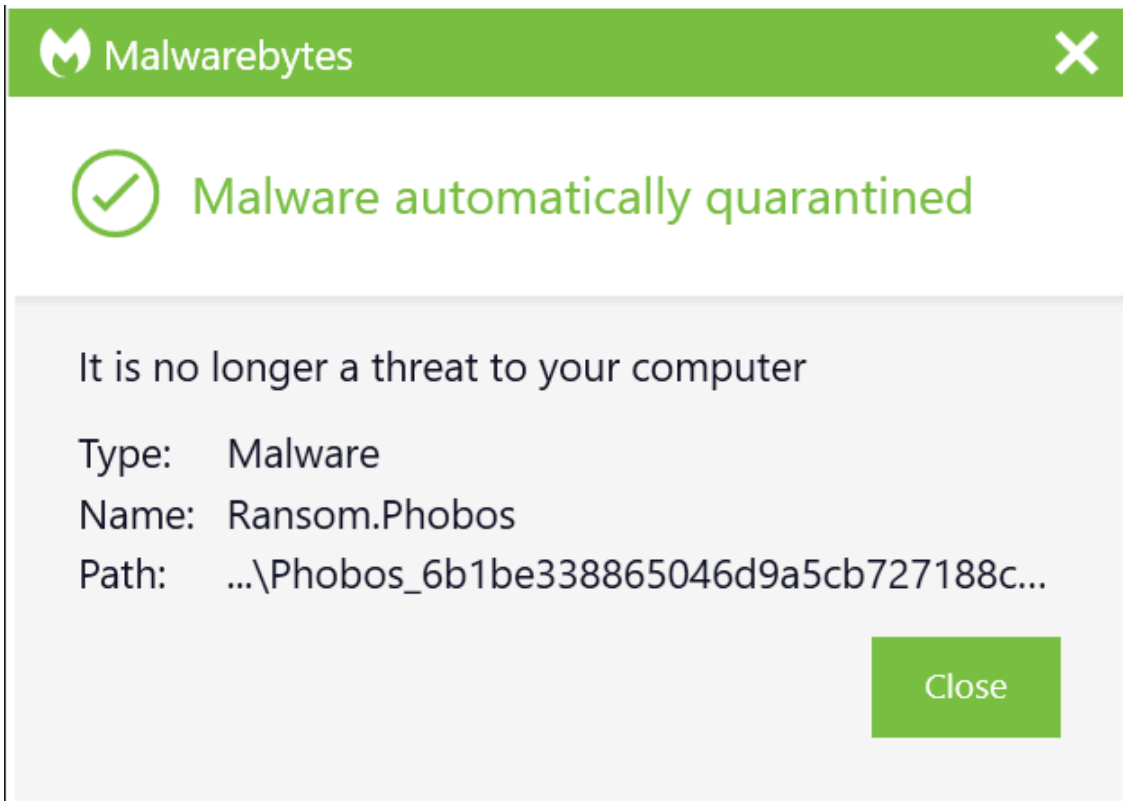 Malwarebytes
Malware automatically quarantined
It is no longer a threat to your computer
Type: Malware
Name: Ransom.Phobos
Path: ...\Phobos_6b1be338865046d9a5cb727188c...
Close